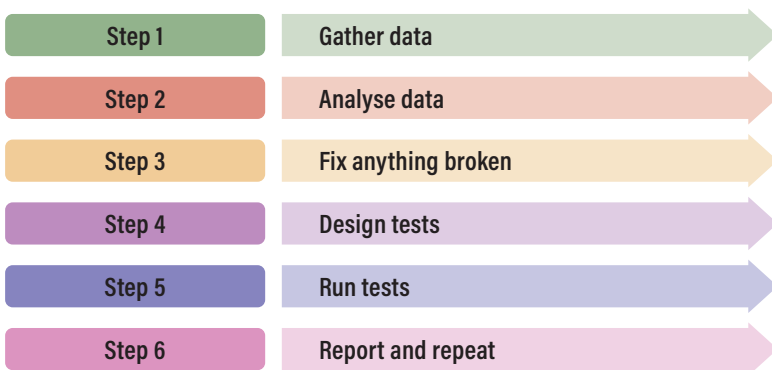 Step 1 Gather data
Step 2 Analyse data
Step 3 Fix anything broken
Step 4 Design tests
Step 5 Run tests
Step 6 Report and repeat